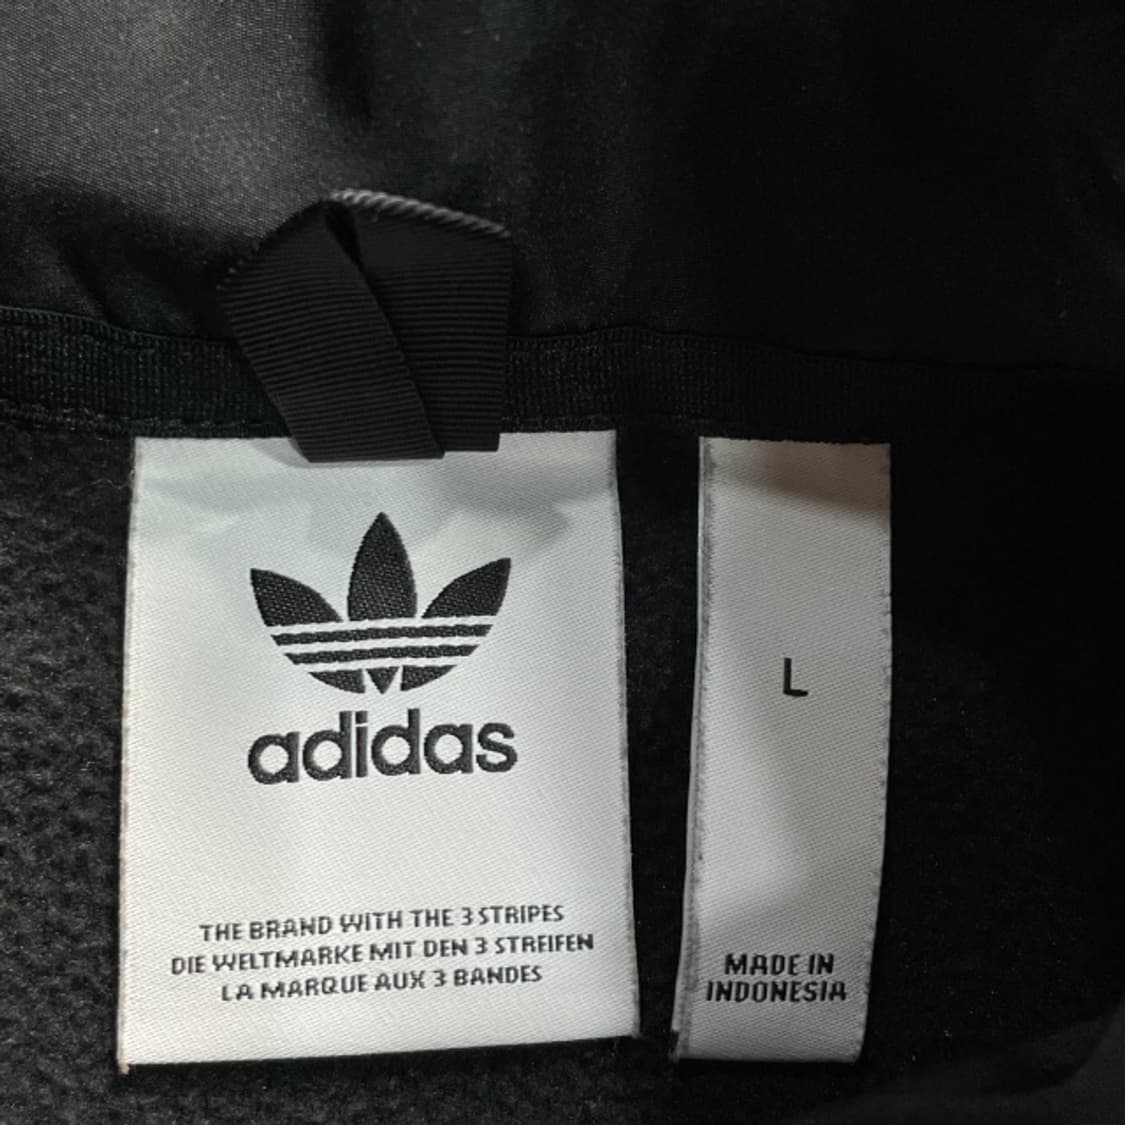 adidas
THE BRAND WITH THE 3 STRIPES
DIE WELTMARKE MIT DEN 3 STREIFEN
LA MARQUE AUX 3 BANDES
L
MADE IN
INDONESIA